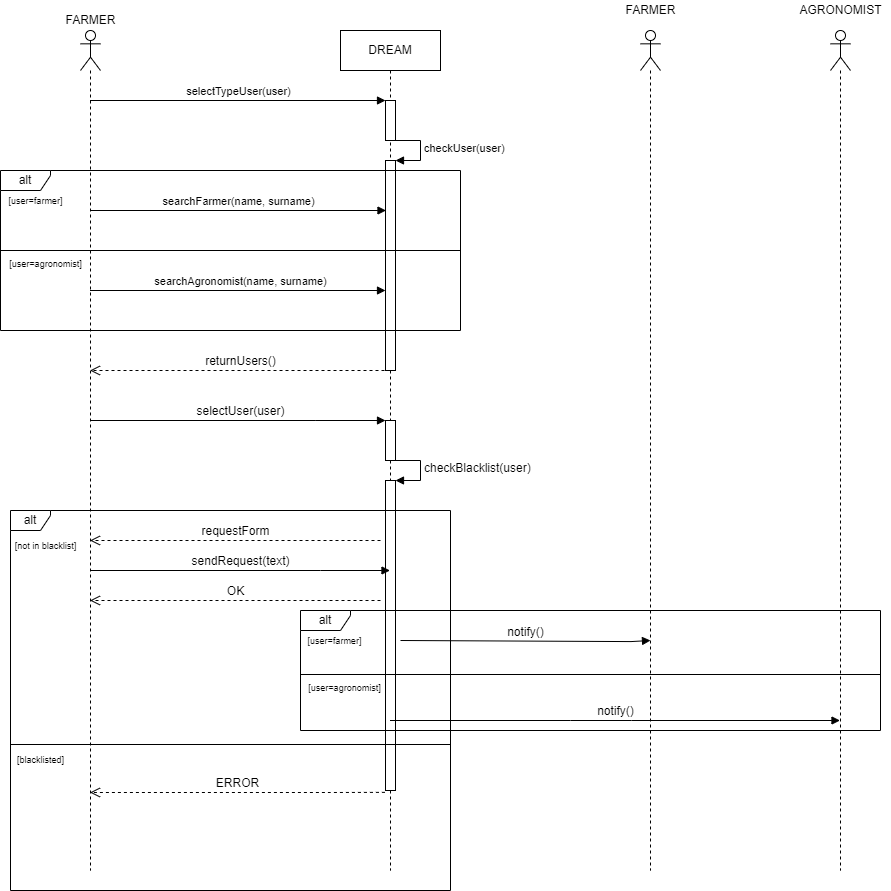 FARMER
AGRONOMIST
FARMER
DREAM
selectTypeUser(user)
checkUser(user)
alt
[user=farmer]
searchFarmer(name, surname)
[user=agronomist]
searchAgronomist(name, surname)
returnUsers()
selectUser(user)
checkBlacklist(user)
alt
requestForm
[not in blacklist]
sendRequest(text)
OK
alt
notify()
[user=farmer]
[user=agronomist]
notify()
[blacklisted]
ERROR